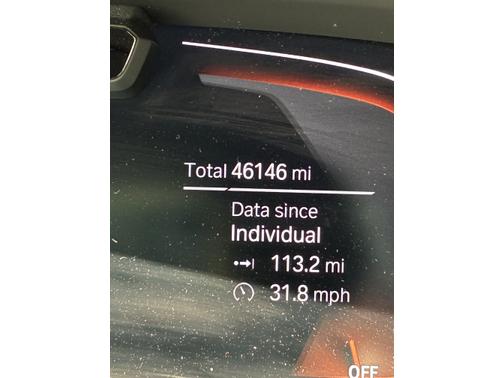 Total 46146 mi
Data since
Individual
113.2 mi
31.8 mph
OFF